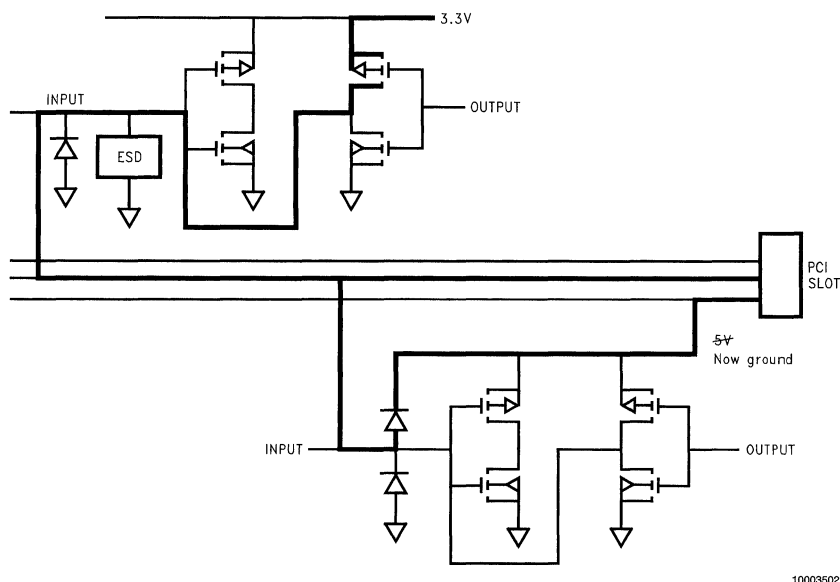 3.3V
INPUT
OUTPUT
ESD
PCI
SLOT
5V
Now ground
INPUT
OUTPUT
10003502